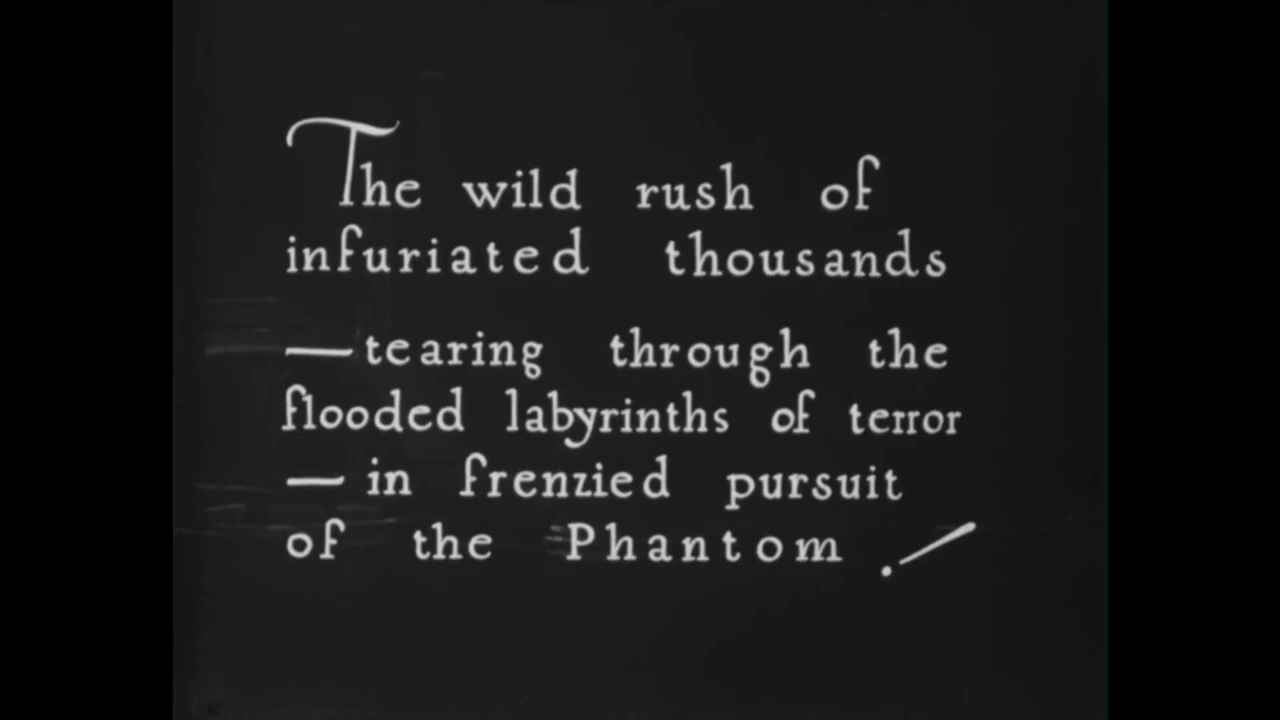 The wild rush of
infuriated thousands
—tearing through the
flooded labyrinths of terror
— in frenzied pursuit
of the Phantom !